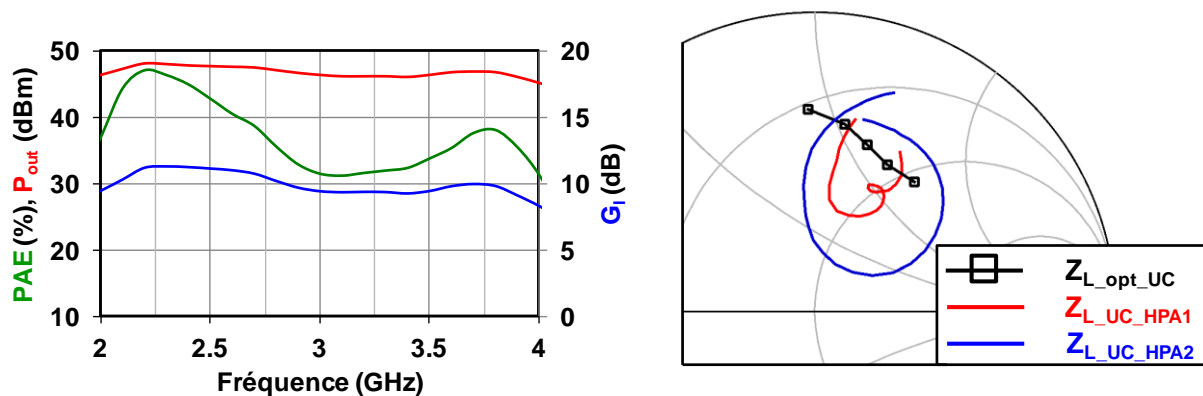 PAE (%), Pout (dBm)
50
40
30
20
10
20
15
10
5
0
GI (dB)
2
2.5
3
3.5
4
Fréquence (GHz)
ZL_opt_UC
ZL_UC_HPA1
ZL_UC_HPA2